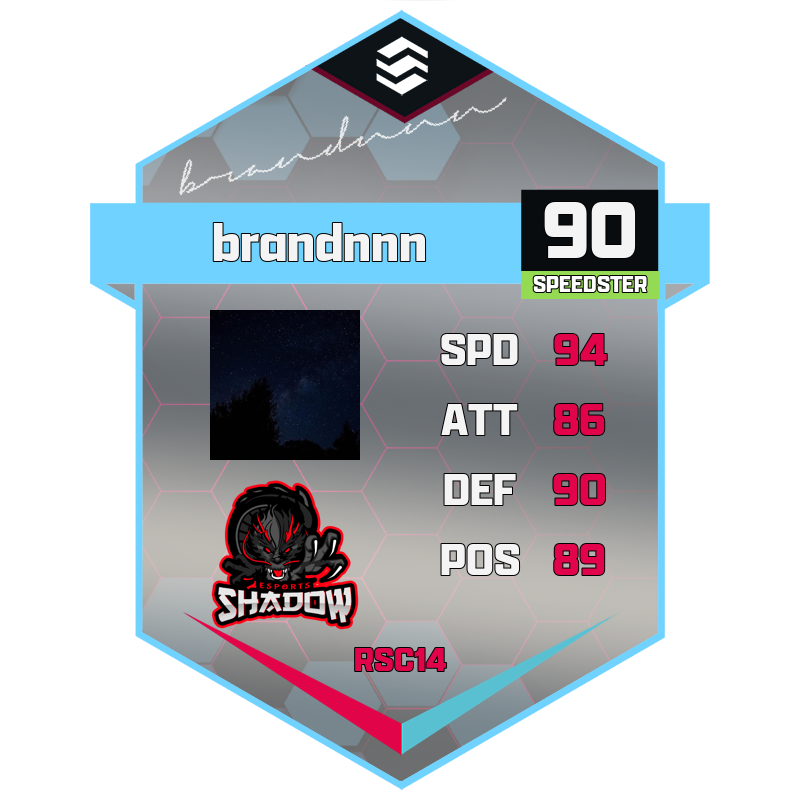 brandnnn
brandnnn
90
SPEEDSTER
SPD 94
ATT 86
DEF 90
POS 89
ESPORTS
SHADOW
RSC14